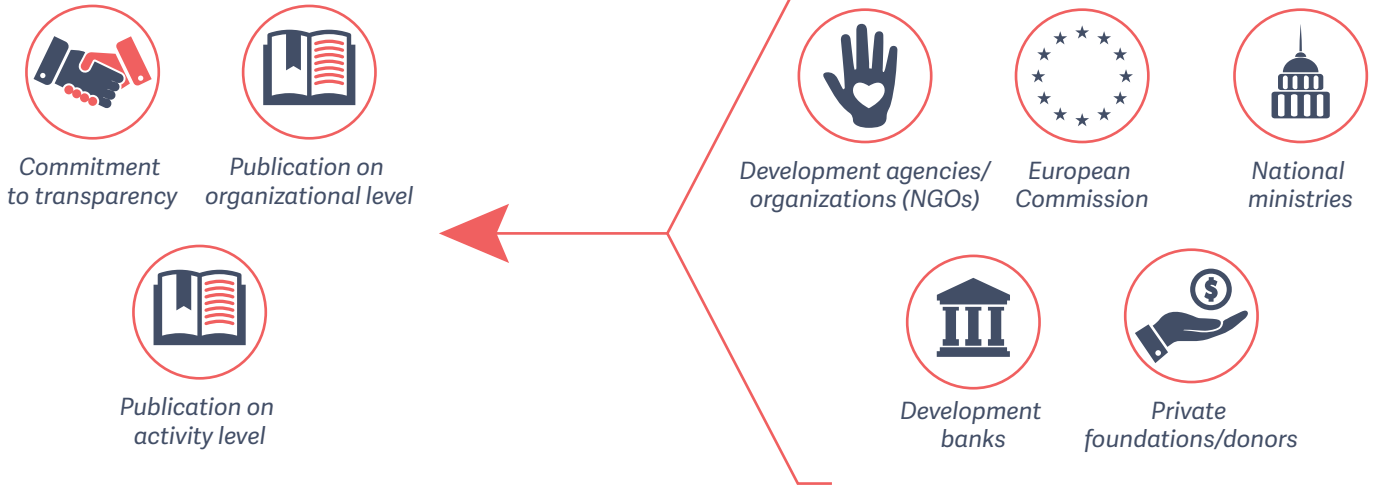 Commitment
to transparency
Publication on
organizational level
Publication on
activity level
Development agencies/
organizations (NGOs)
European
Commission
National
ministries
$
Development
banks
Private
foundations/donors